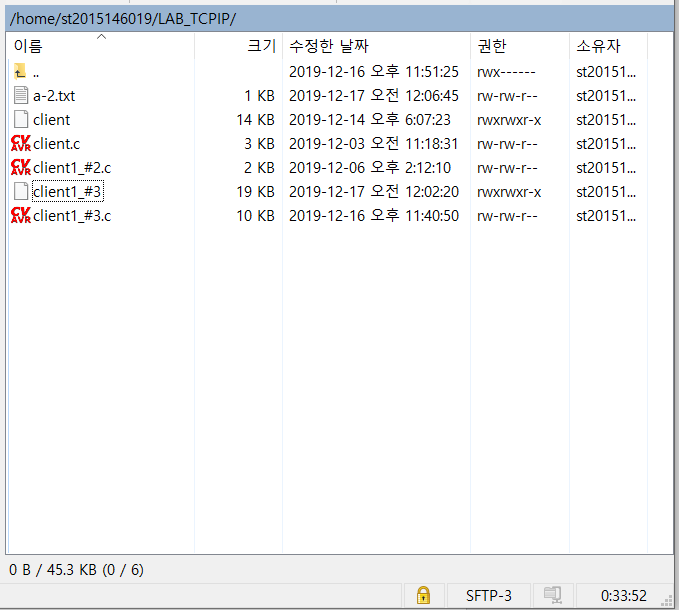 /home/st2015146019/LAB_TCPIP/
이름 크기 수정한 날짜 권한 소유자
.. 2019-12-16 오후 11:51:25 rwx------ st20151...
a-2.txt 1 KB 2019-12-17 오전 12:06:45 rw-rw-r-- st20151...
client 14 KB 2019-12-14 오후 6:07:23 rwxrwxr-x st20151...
CV AVR client.c 3 KB 2019-12-03 오전 11:18:31 rw-rw-r-- st20151...
CV AVR client1_#2.c 2 KB 2019-12-06 오후 2:12:10 rw-rw-r-- st20151...
client1_#3 19 KB 2019-12-17 오전 12:02:20 rwxrwxr-x st20151...
CV AVR client1_#3.c 10 KB 2019-12-16 오후 11:40:50 rw-rw-r-- st20151...
0 B / 45.3 KB (0 / 6)
SFTP-3 0:33:52